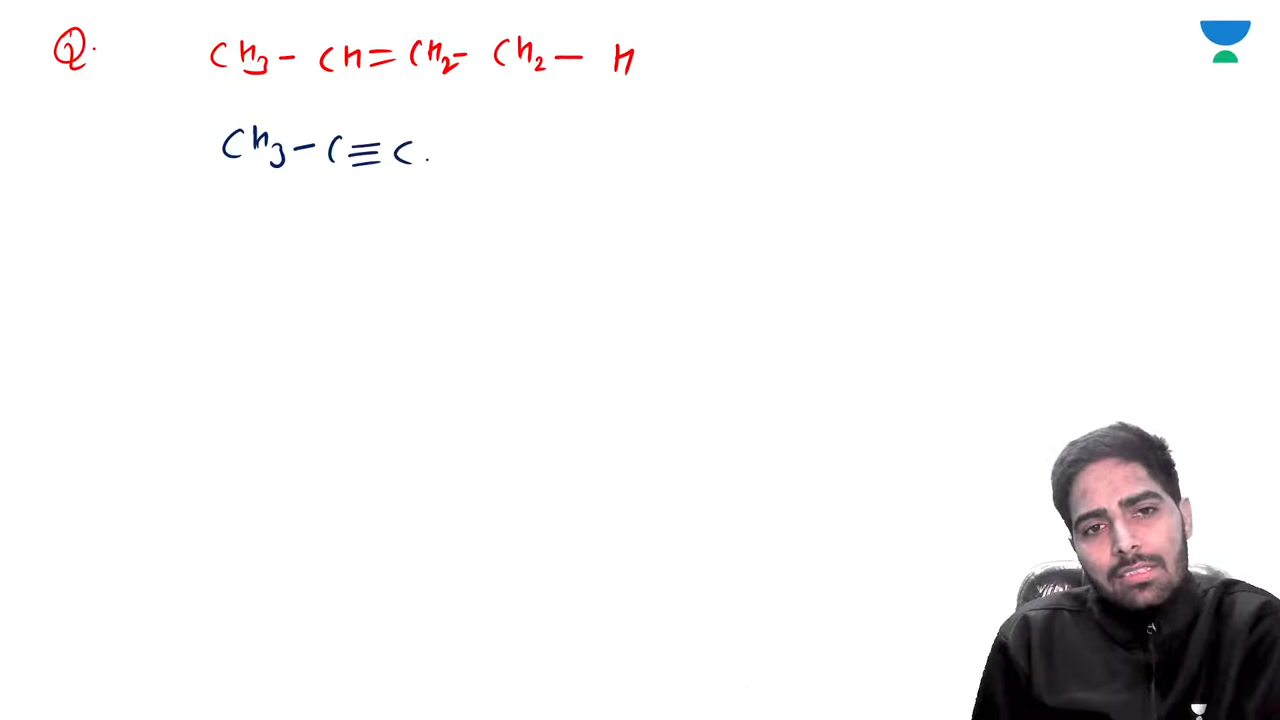 Q. CH3 - CH = CH2 - CH2 - H
CH3 - C ≡ C .